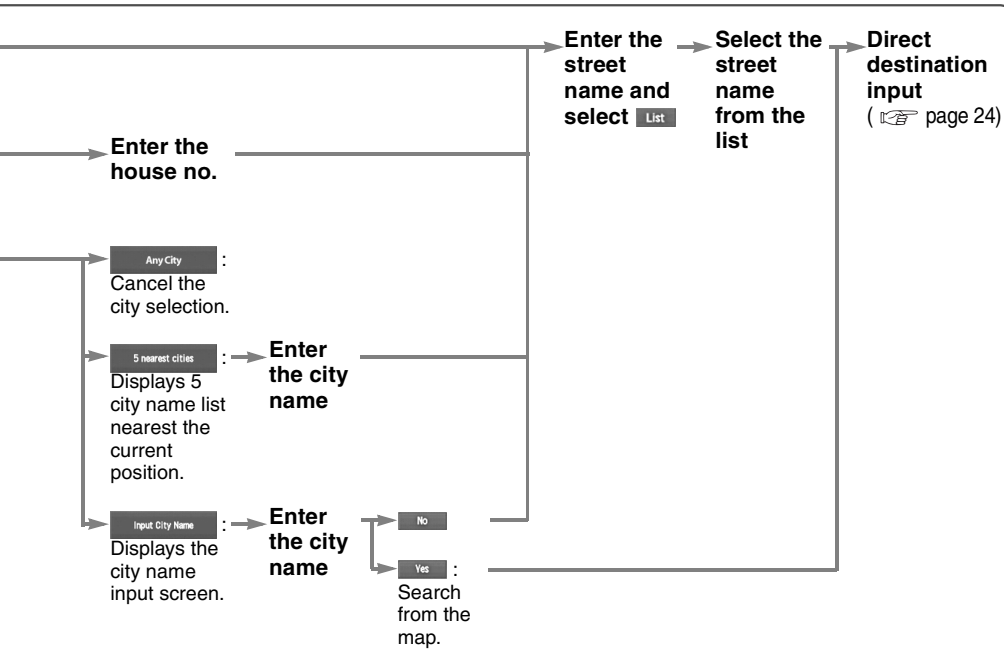 Enter the
street
name and
select List
Select the
street
name
from the
list
Direct
destination
input
( page 24)
Enter the
house no.
Any City :
Cancel the
city selection.
5 nearest cities :
Displays 5
city name list
nearest the
current
position.
Enter
the city
name
Input City Name :
Displays the
city name
input screen.
Enter
the city
name
No
Yes :
Search
from the
map.